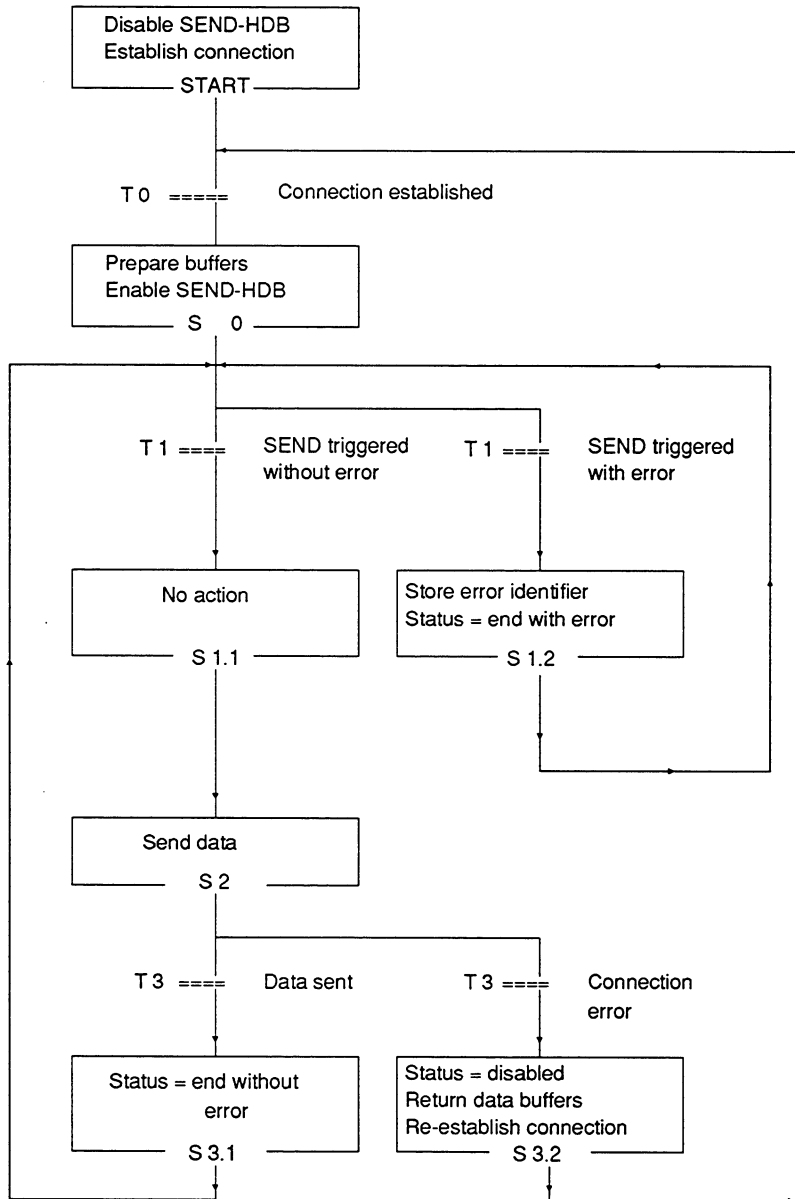 Disable SEND-HDB
Establish connection
START
T 0 ===== Connection established
Prepare buffers
Enable SEND-HDB
S 0
T 1 ==== SEND triggered
without error
T 1 ==== SEND triggered
with error
No action
S 1.1
Store error identifier
Status = end with error
S 1.2
Send data
S 2
T 3 ==== Data sent
T 3 ==== Connection
error
Status = end without
error
S 3.1
Status = disabled
Return data buffers
Re-establish connection
S 3.2